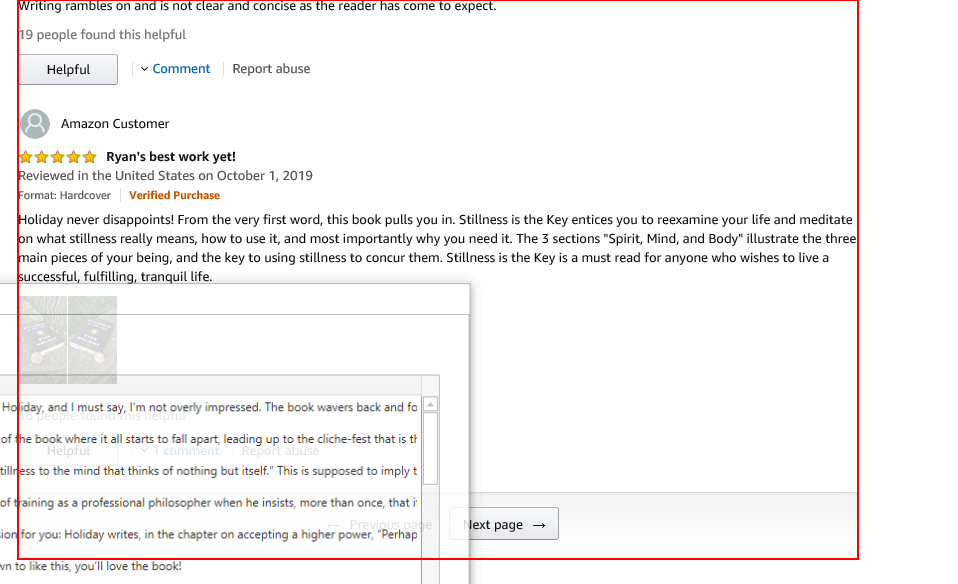 Writing rambles on and is not clear and concise as the reader has come to expect.
19 people found this helpful
Helpful
Comment
Report abuse
Amazon Customer
Ryan's best work yet!
Reviewed in the United States on October 1, 2019
Format: Hardcover
Verified Purchase
Holiday never disappoints! From the very first word, this book pulls you in. Stillness is the Key entices you to reexamine your life and meditate
on what stillness really means, how to use it, and most importantly why you need it. The 3 sections "Spirit, Mind, and Body" illustrate the three
main pieces of your being, and the key to using stillness to concur them. Stillness is the Key is a must read for anyone who wishes to live a
successful, fulfilling, tranquil life.
Holiday, and I must say, I'm not overly impressed. The book wavers back and fo
people found this helpful
of the book where it all starts to fall apart, leading up to the cliche-fest that is th
Helpful
1 comment
Report abuse
tillness to the mind that thinks of nothing but itself.” This is supposed to imply t
of training as a professional philosopher when he insists, more than once, that i
← Previous page
Next page →
ion for you: Holiday writes, in the chapter on accepting a higher power, “Perhap
wn to like this, you’ll love the book!